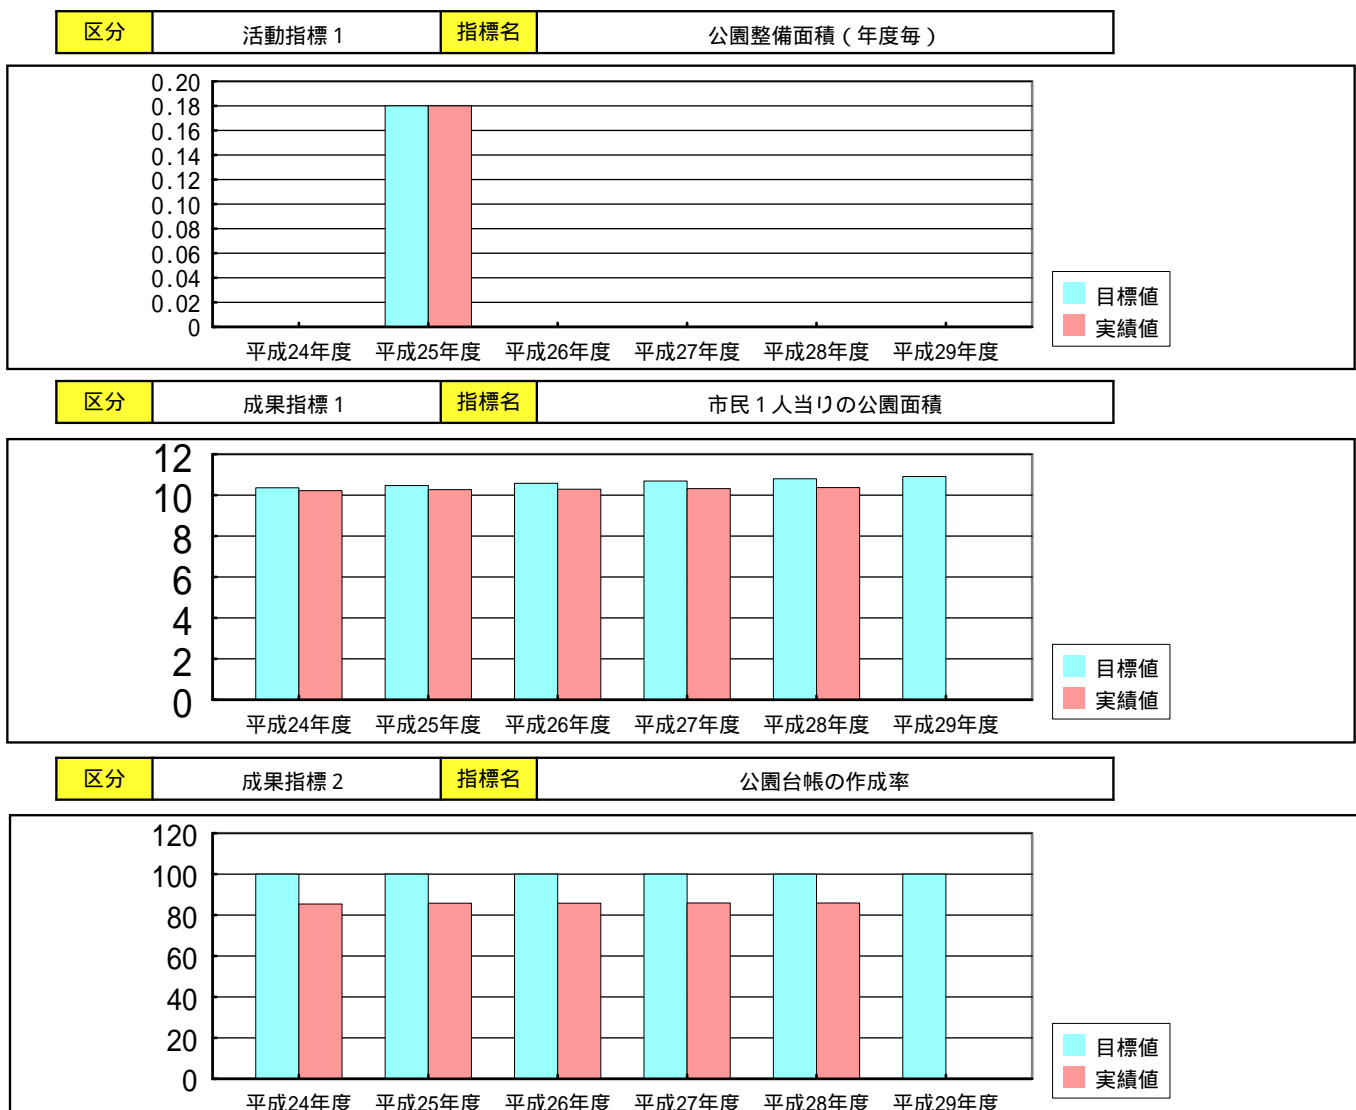 区分 活動指標1 指標名 公園整備面積(年度毎)
0.20
0.18
0.16
0.14
0.12
0.10
0.08
0.06
0.04
0.02
0
平成24年度 平成25年度 平成26年度 平成27年度 平成28年度 平成29年度
目標値
実績値
区分 成果指標1 指標名 市民1人当りの公園面積
12
10
8
6
4
2
0
平成24年度 平成25年度 平成26年度 平成27年度 平成28年度 平成29年度
目標値
実績値
区分 成果指標2 指標名 公園台帳の作成率
120
100
80
60
40
20
0
平成24年度 平成25年度 平成26年度 平成27年度 平成28年度 平成29年度
目標値
実績値